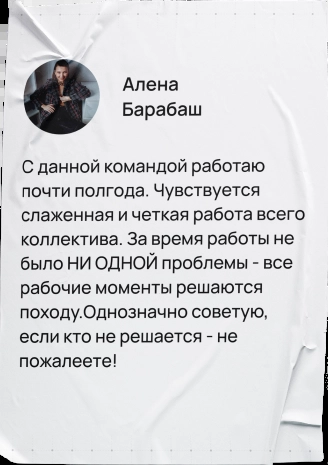 Алена
Барабаш
С данной командой работаю
почти полгода. Чувствуется
слаженная и четкая работа всего
коллектива. За время работы не
было НИ ОДНОЙ проблемы - все
рабочие моменты решаются
походу.Однозначно советую,
если кто не решается - не
пожалеете!